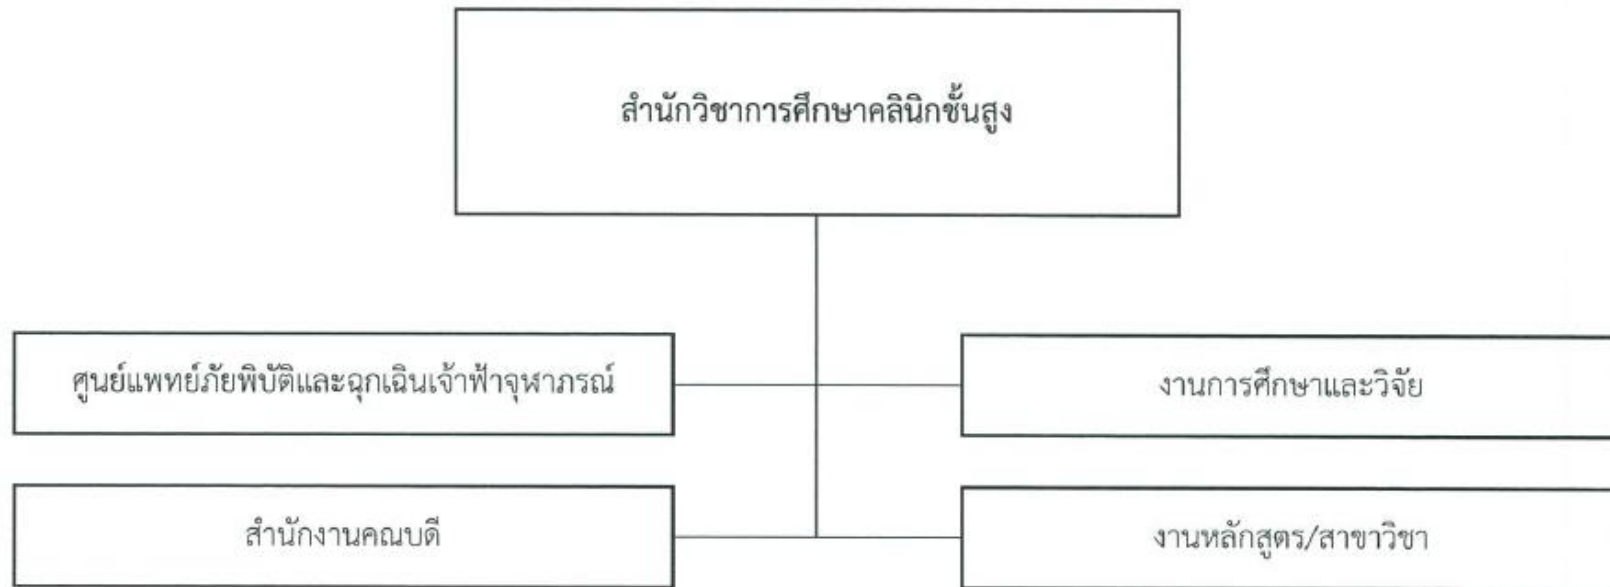 สำนักวิชาการศึกษาคลินิกชั้นสูง
ศูนย์แพทย์ภัยพิบัติและฉุกเฉินเจ้าฟ้าจุฬาภรณ์
งานการศึกษาและวิจัย
สำนักงานคณบดี
งานหลักสูตร/สาขาวิชา